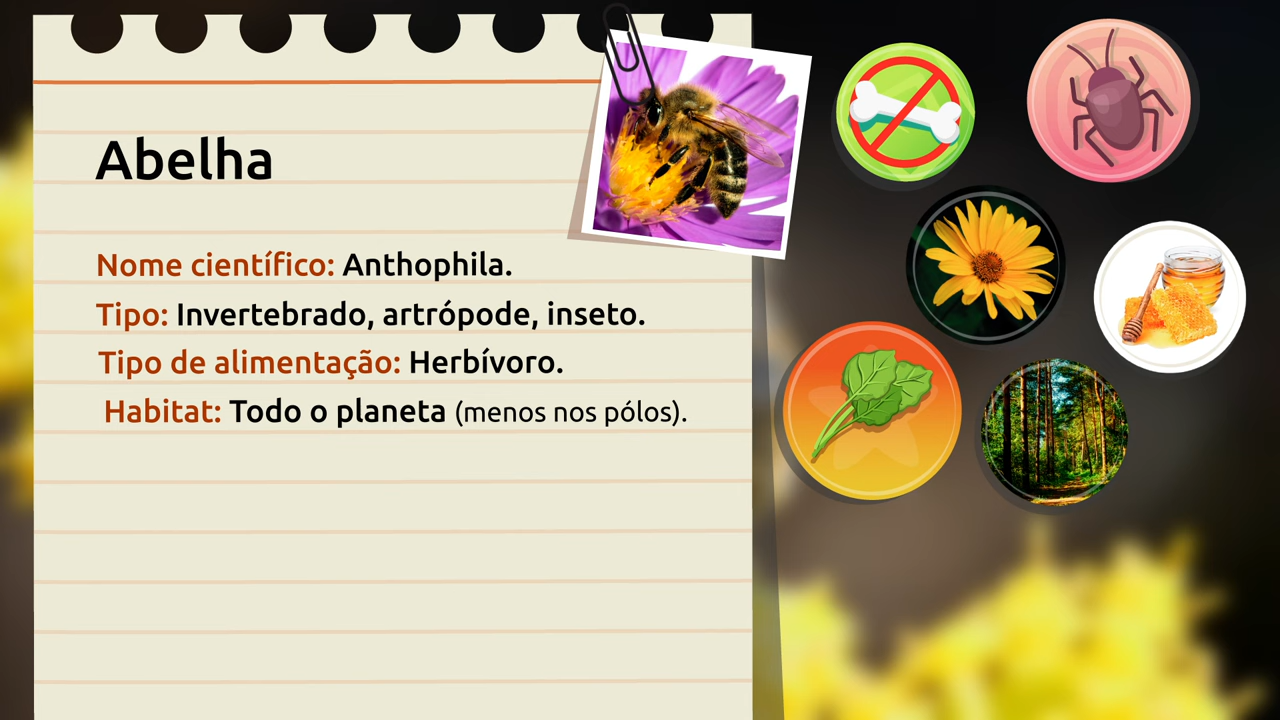 Abelha
Nome científico: Anthophila.
Tipo: Invertebrado, artrópode, inseto.
Tipo de alimentação: Herbívoro.
Habitat: Todo o planeta (menos nos pólos).